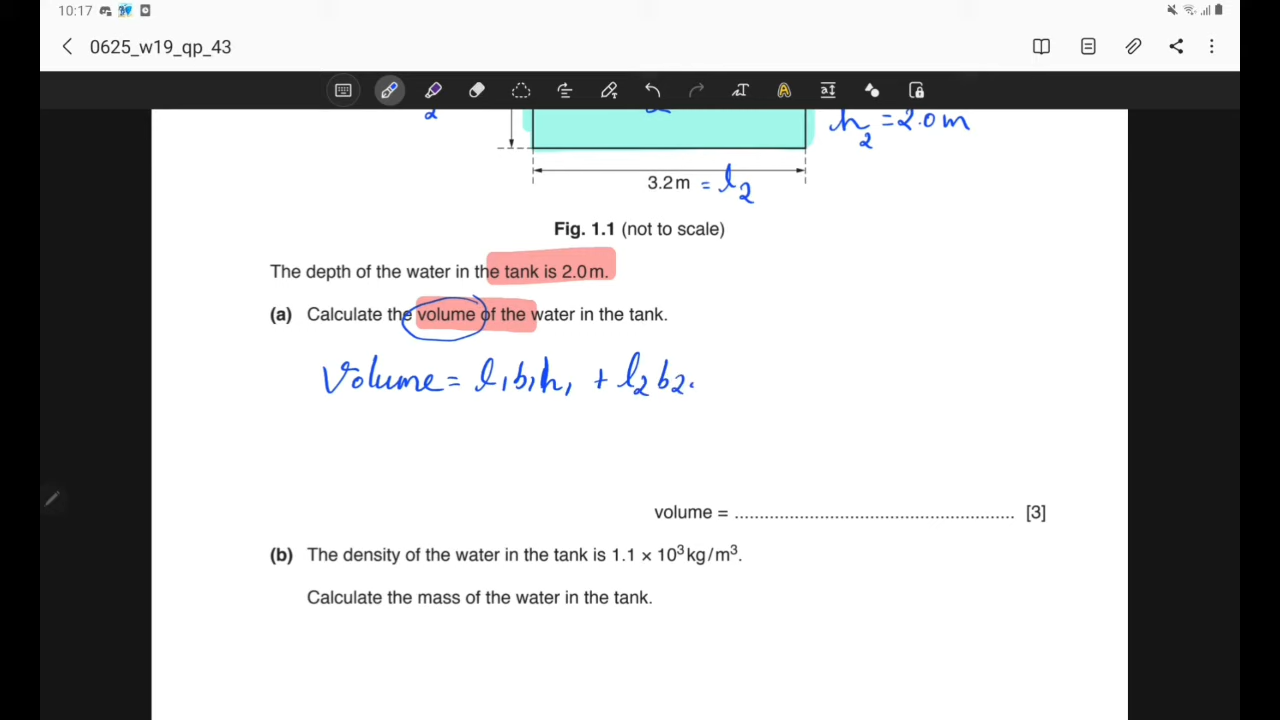 10:17
0625_w19_qp_43
2
h2 = 2.0 m
3.2 m = l2
Fig. 1.1 (not to scale)
The depth of the water in the tank is 2.0 m.
(a) Calculate the volume of the water in the tank.
Volume = l1b1h1 + l2b2
volume = ........................................................ [3]
(b) The density of the water in the tank is 1.1 × 10³ kg/m³.
Calculate the mass of the water in the tank.